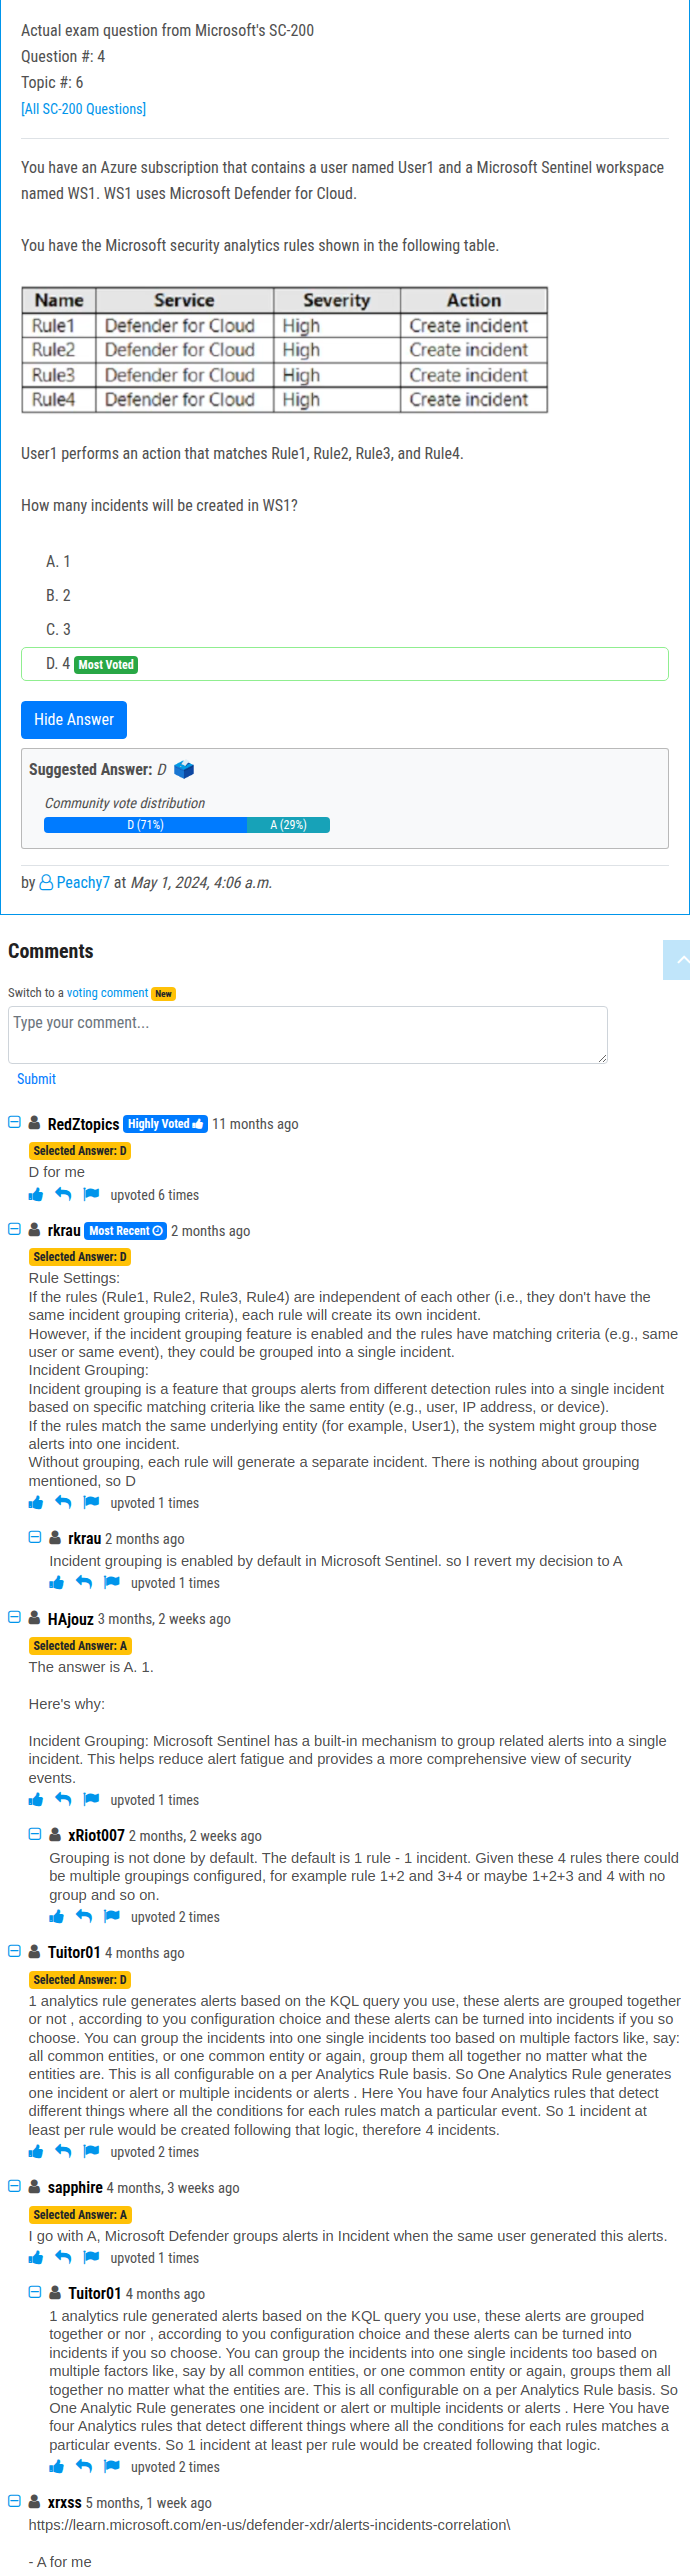 Actual exam question from Microsoft's SC-200
Question #: 4
Topic #: 6
[All SC-200 Questions]
You have an Azure subscription that contains a user named User1 and a Microsoft Sentinel workspace
named WS1. WS1 uses Microsoft Defender for Cloud.
You have the Microsoft security analytics rules shown in the following table.
Name Service Severity Action
Rule1 Defender for Cloud High Create incident
Rule2 Defender for Cloud High Create incident
Rule3 Defender for Cloud High Create incident
Rule4 Defender for Cloud High Create incident
User1 performs an action that matches Rule1, Rule2, Rule3, and Rule4.
How many incidents will be created in WS1?
A. 1
B. 2
C. 3
D. 4 Most Voted
Hide Answer
Suggested Answer: D
Community vote distribution
D (71%) A (29%)
by Peachy7 at May 1, 2024, 4:06 a.m.
Comments
Switch to a voting comment New
Type your comment...
Submit
RedZtopics Highly Voted 11 months ago
Selected Answer: D
D for me
upvoted 6 times
rkrau Most Recent 2 months ago
Selected Answer: D
Rule Settings:
If the rules (Rule1, Rule2, Rule3, Rule4) are independent of each other (i.e., they don't have the
same incident grouping criteria), each rule will create its own incident.
However, if the incident grouping feature is enabled and the rules have matching criteria (e.g., same
user or same event), they could be grouped into a single incident.
Incident Grouping:
Incident grouping is a feature that groups alerts from different detection rules into a single incident
based on specific matching criteria like the same entity (e.g., user, IP address, or device).
If the rules match the same underlying entity (for example, User1), the system might group those
alerts into one incident.
Without grouping, each rule will generate a separate incident. There is nothing about grouping
mentioned, so D
upvoted 1 times
rkrau 2 months ago
Incident grouping is enabled by default in Microsoft Sentinel. so I revert my decision to A
upvoted 1 times
HAjouz 3 months, 2 weeks ago
Selected Answer: A
The answer is A. 1.
Here's why:
Incident Grouping: Microsoft Sentinel has a built-in mechanism to group related alerts into a single
incident. This helps reduce alert fatigue and provides a more comprehensive view of security
events.
upvoted 1 times
xRiot007 2 months, 2 weeks ago
Grouping is not done by default. The default is 1 rule - 1 incident. Given these 4 rules there could
be multiple groupings configured, for example rule 1+2 and 3+4 or maybe 1+2+3 and 4 with no
group and so on.
upvoted 2 times
Tuitor01 4 months ago
Selected Answer: D
1 analytics rule generates alerts based on the KQL query you use, these alerts are grouped together
or not , according to you configuration choice and these alerts can be turned into incidents if you so
choose. You can group the incidents into one single incidents too based on multiple factors like, say:
all common entities, or one common entity or again, group them all together no matter what the
entities are. This is all configurable on a per Analytics Rule basis. So One Analytics Rule generates
one incident or alert or multiple incidents or alerts . Here You have four Analytics rules that detect
different things where all the conditions for each rules match a particular event. So 1 incident at
least per rule would be created following that logic, therefore 4 incidents.
upvoted 2 times
sapphire 4 months, 3 weeks ago
Selected Answer: A
I go with A, Microsoft Defender groups alerts in Incident when the same user generated this alerts.
upvoted 1 times
Tuitor01 4 months ago
1 analytics rule generated alerts based on the KQL query you use, these alerts are grouped
together or nor , according to you configuration choice and these alerts can be turned into
incidents if you so choose. You can group the incidents into one single incidents too based on
multiple factors like, say by all common entities, or one common entity or again, groups them all
together no matter what the entities are. This is all configurable on a per Analytics Rule basis. So
One Analytic Rule generates one incident or alert or multiple incidents or alerts . Here You have
four Analytics rules that detect different things where all the conditions for each rules matches a
particular events. So 1 incident at least per rule would be created following that logic.
upvoted 2 times
xrxss 5 months, 1 week ago
https://learn.microsoft.com/en-us/defender-xdr/alerts-incidents-correlation\
- A for me